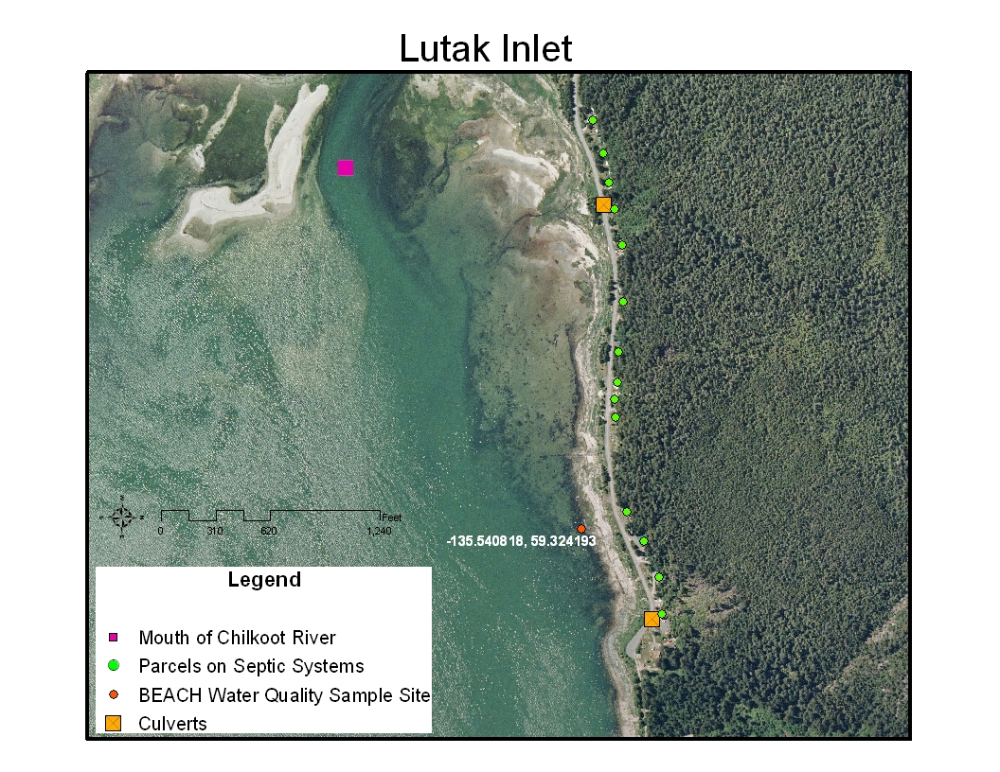 Lutak Inlet
-135.540818, 59.324193
Feet
0 310 620 1,240
Legend
Mouth of Chilkoot River
Parcels on Septic Systems
BEACH Water Quality Sample Site
Culverts